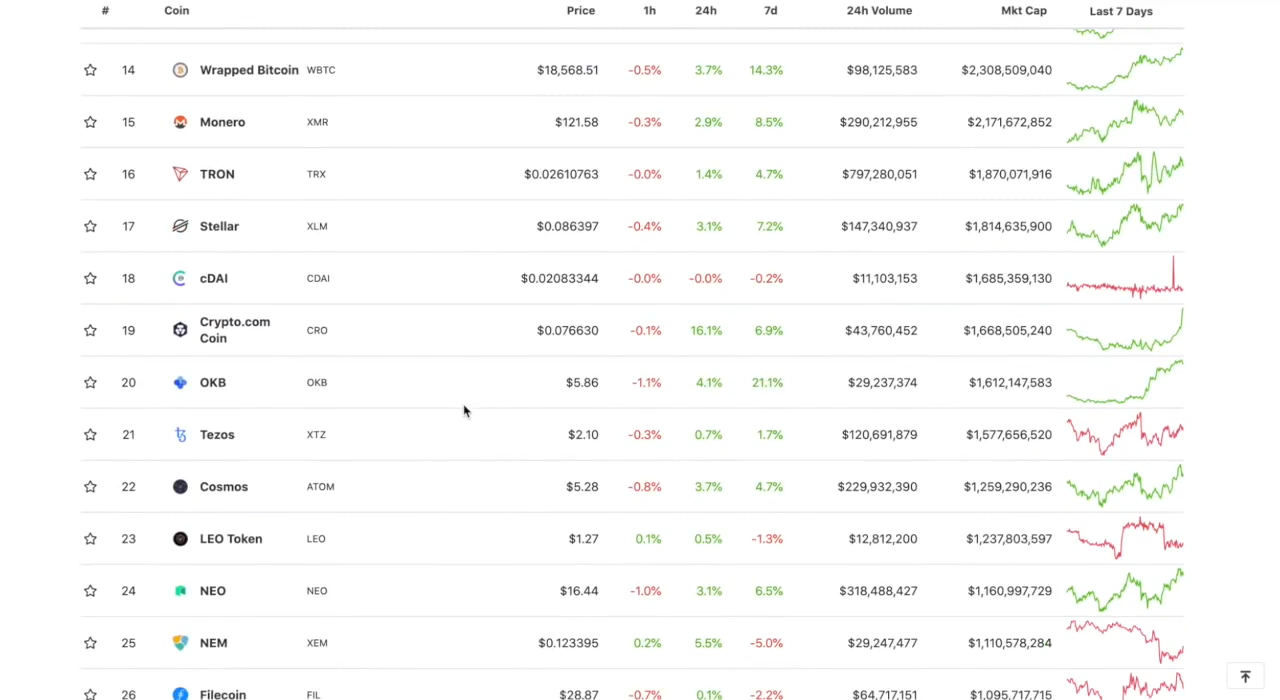 # Coin Price 1h 24h 7d 24h Volume Mkt Cap Last 7 Days
14 Wrapped Bitcoin WBTC $18,568.51 -0.5% 3.7% 14.3% $98,125,583 $2,308,509,040
15 Monero XMR $121.58 -0.3% 2.9% 8.5% $290,212,955 $2,171,672,852
16 TRON TRX $0.02610763 -0.0% 1.4% 4.7% $797,280,051 $1,870,071,916
17 Stellar XLM $0.086397 -0.4% 3.1% 7.2% $147,340,937 $1,814,635,900
18 cDAI CDAI $0.02083344 -0.0% -0.0% -0.2% $11,103,153 $1,685,359,130
19 Crypto.com Coin CRO $0.076630 -0.1% 16.1% 6.9% $43,760,452 $1,668,505,240
20 OKB OKB $5.86 -1.1% 4.1% 21.1% $29,237,374 $1,612,147,583
21 Tezos XTZ $2.10 -0.3% 0.7% 1.7% $120,691,879 $1,577,656,520
22 Cosmos ATOM $5.28 -0.8% 3.7% 4.7% $229,932,390 $1,259,290,236
23 LEO Token LEO $1.27 0.1% 0.5% -1.3% $12,812,200 $1,237,803,597
24 NEO NEO $16.44 -1.0% 3.1% 6.5% $318,488,427 $1,160,997,729
25 NEM XEM $0.123395 0.2% 5.5% -5.0% $29,247,477 $1,110,578,284
26 Filecoin FIL $28.87 -0.7% 0.1% -2.2% $64,717,151 $1,095,717,715